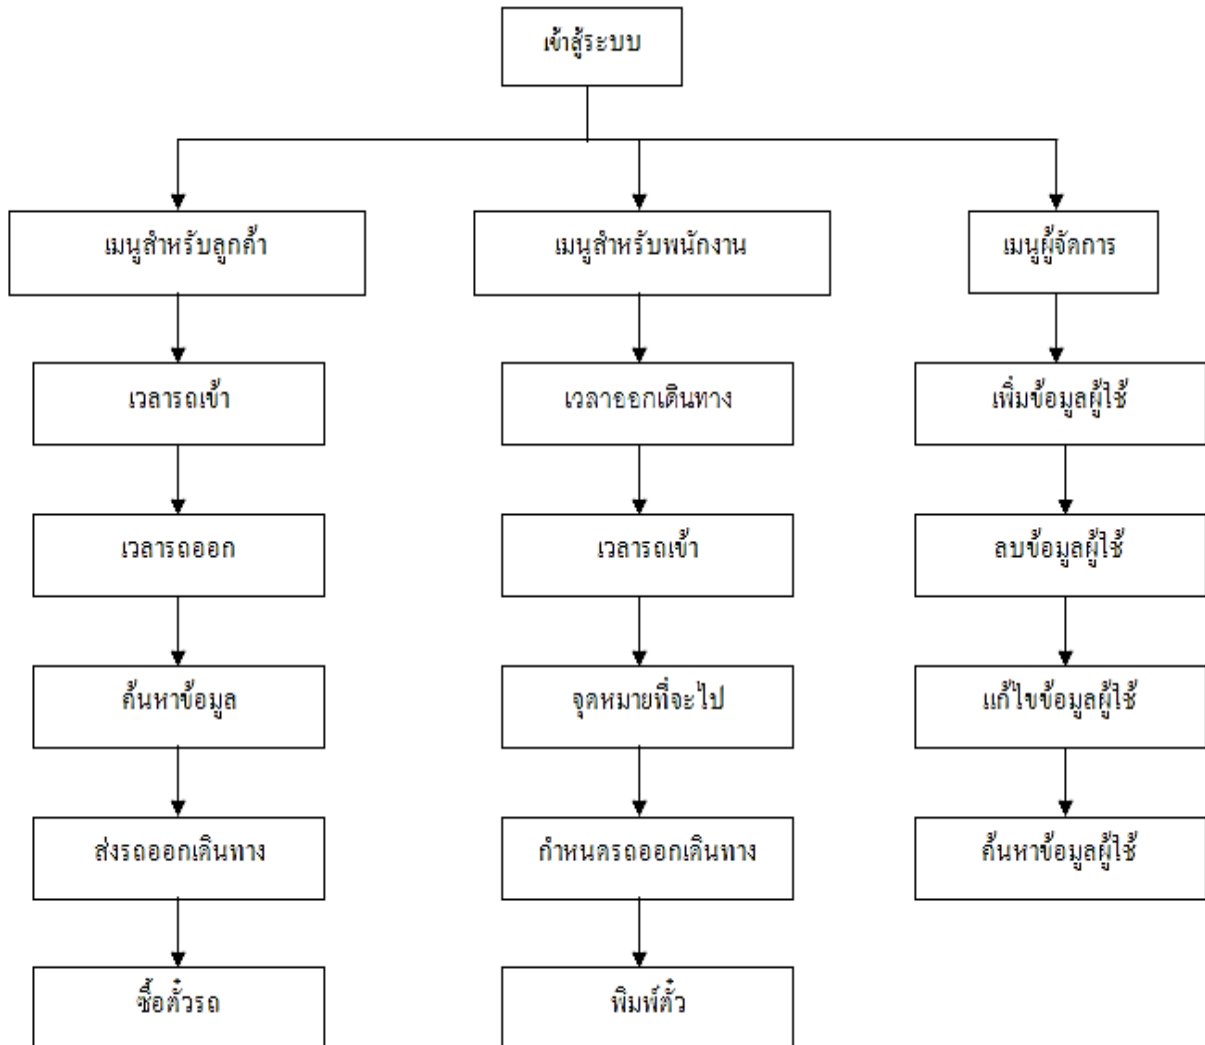 เข้าสู่ระบบ
เมนูสำหรับลูกค้า
เมนูสำหรับพนักงาน
เมนูผู้จัดการ
เวลารถเข้า
เวลาออกเดินทาง
เพิ่มข้อมูลผู้ใช้
เวลารถออก
เวลารถเข้า
ลบข้อมูลผู้ใช้
ค้นหาข้อมูล
จุดหมายที่จะไป
แก้ไขข้อมูลผู้ใช้
ส่งรถออกเดินทาง
กำหนดรถออกเดินทาง
ค้นหาข้อมูลผู้ใช้
ซื้อตั๋วรถ
พิมพ์ตั๋ว